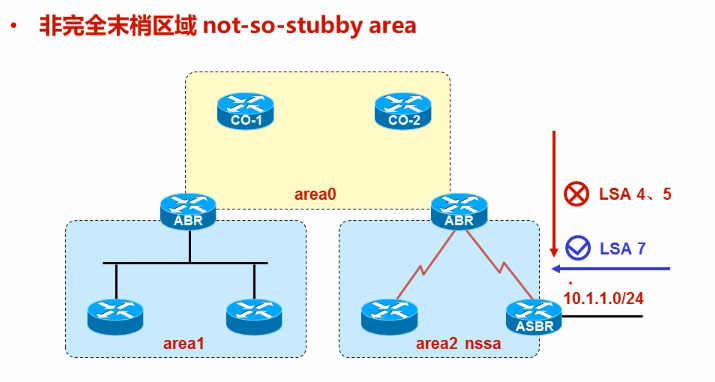 • 非完全末梢区域 not-so-stubby area
CO-1
CO-2
area0
ABR
ABR
LSA 4、5
LSA 7
10.1.1.0/24
ASBR
area1
area2 nssa